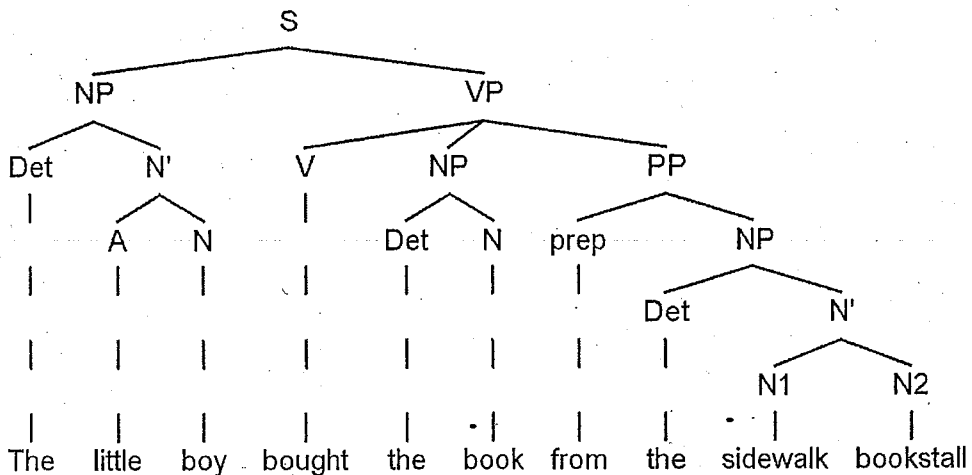 S
NP VP
Det N' V NP PP
A N Det N prep NP
Det N'
N1 N2
The little boy bought the book from the sidewalk bookstall